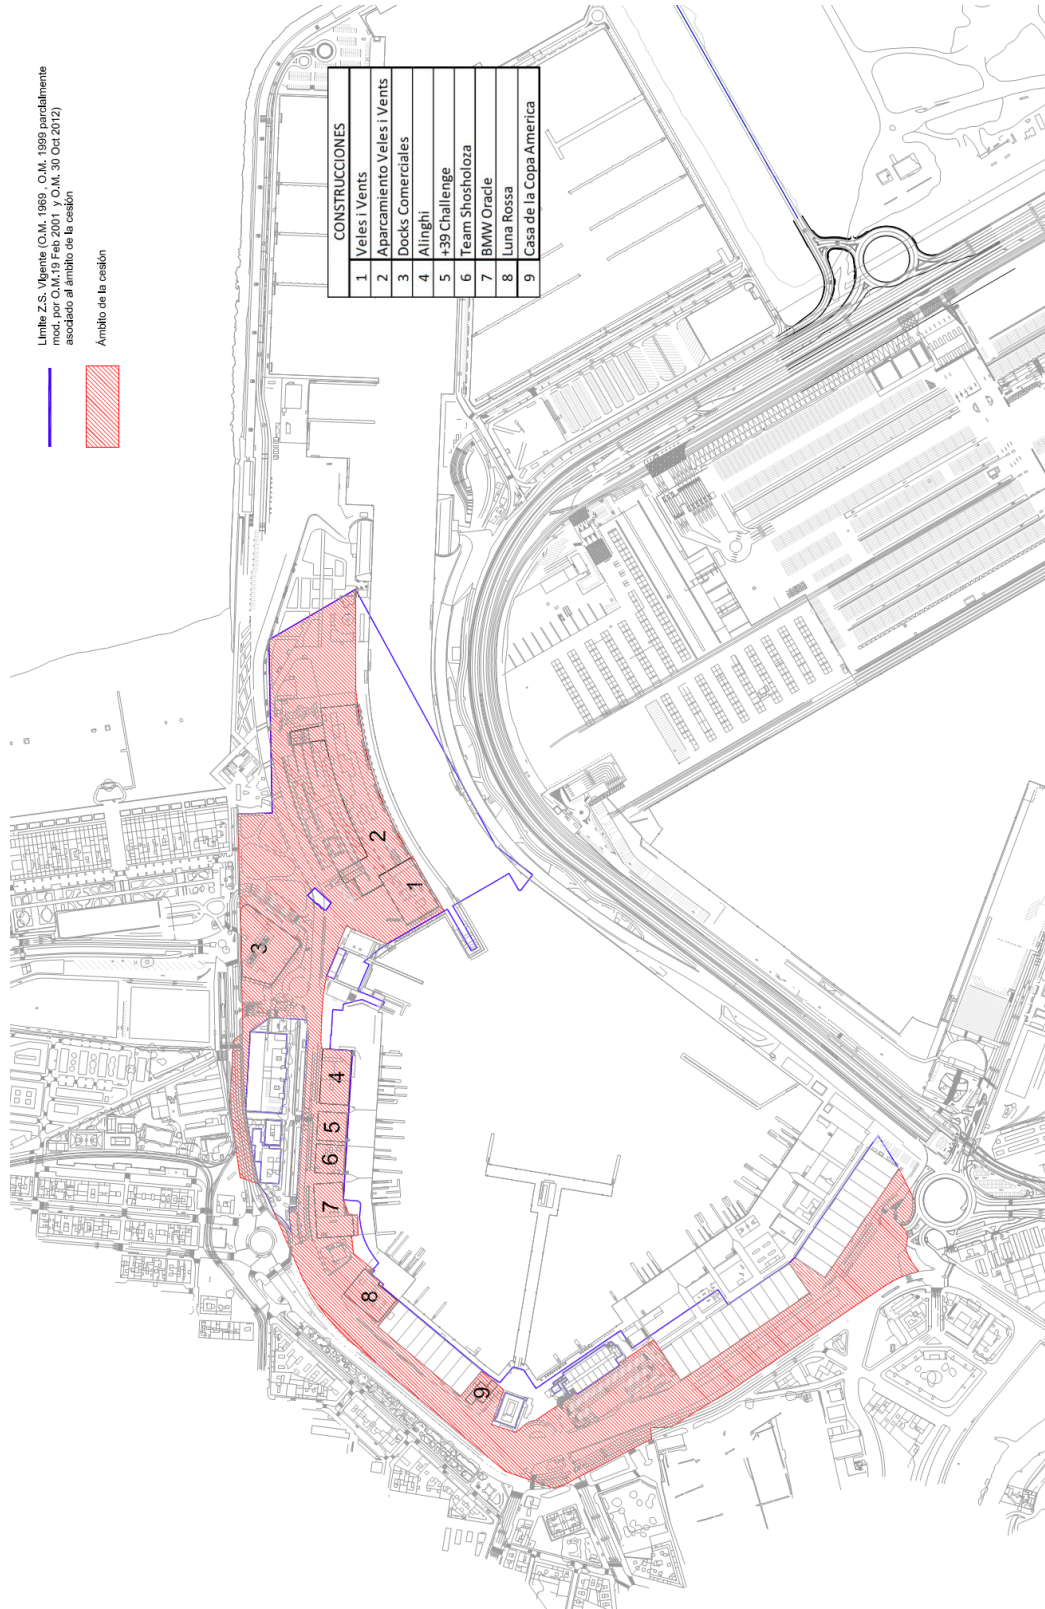 Límite Z.S. Vigente (O.M. 1969 , O.M. 1999 parcialmente
mod. por O.M.19 Feb 2001 y O.M. 30 Oct 2012)
asociado al ámbito de la cesión
Ámbito de la cesión
CONSTRUCCIONES
1 Veles i Vents
2 Aparcamiento Veles i Vents
3 Docks Comerciales
4 Alinghi
5 +39 Challenge
6 Team Shosholoza
7 BMW Oracle
8 Luna Rossa
9 Casa de la Copa America
1
2
3
4
5
6
7
8
9